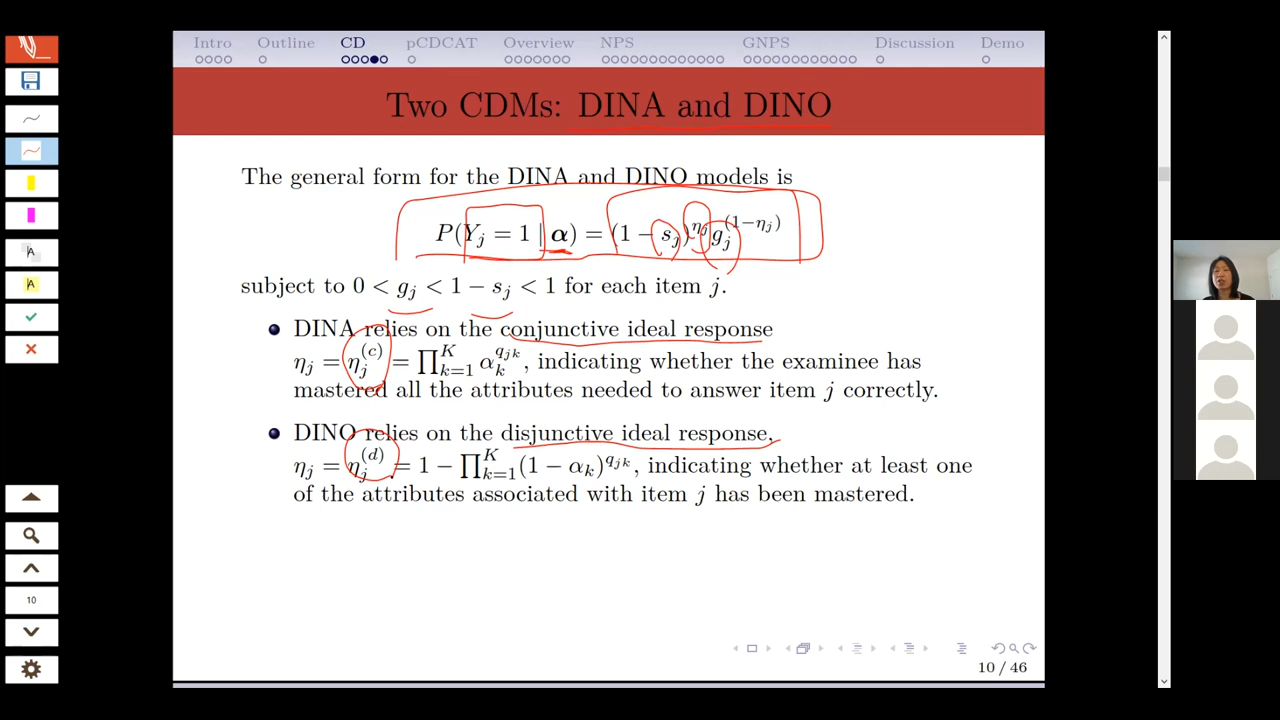 Intro Outline CD pCDCAT Overview NPS GNPS Discussion Demo
Two CDMs: DINA and DINO
The general form for the DINA and DINO models is
P(Y_j = 1 | α) = (1 − s_j)^{η_j} g_j^{(1−η_j)}
subject to 0 < g_j < 1 − s_j < 1 for each item j.
DINA relies on the conjunctive ideal response
η_j = η_j^{(c)} = ∏_{k=1}^{K} α_k^{q_{jk}}, indicating whether the examinee has
mastered all the attributes needed to answer item j correctly.
DINO relies on the disjunctive ideal response,
η_j = η_j^{(d)} = 1 − ∏_{k=1}^{K} (1 − α_k)^{q_{jk}}, indicating whether at least one
of the attributes associated with item j has been mastered.
10 / 46
A
A
10